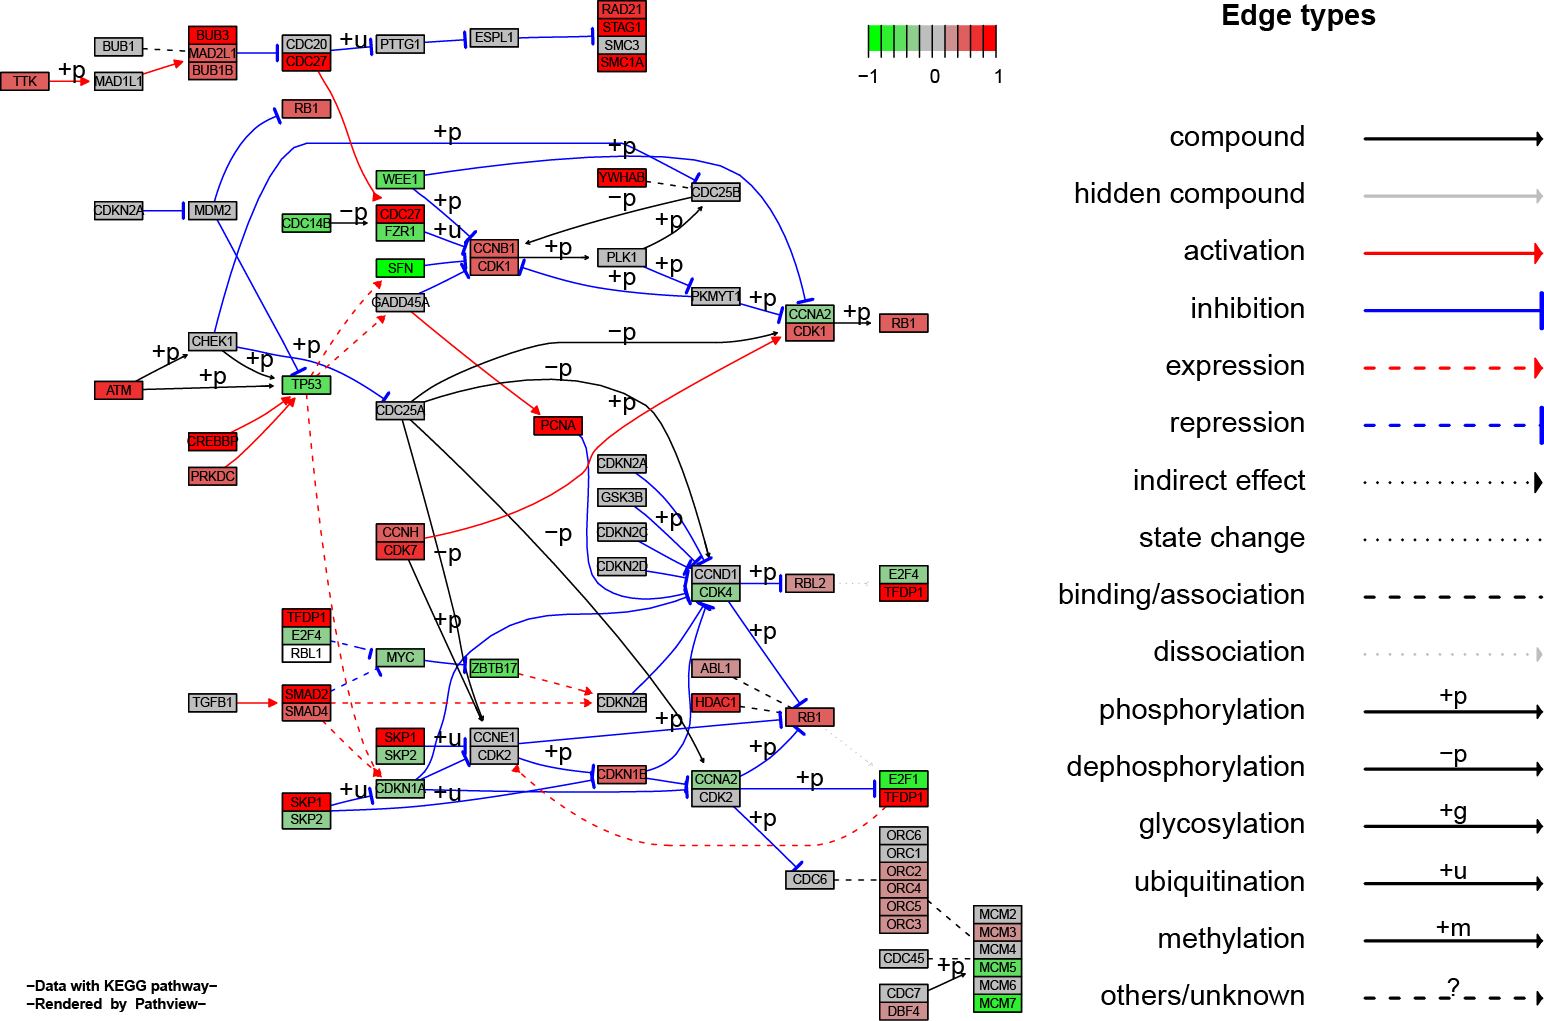 Edge types
compound
hidden compound
activation
inhibition
expression
repression
indirect effect
state change
binding/association
dissociation
phosphorylation
+p
dephosphorylation
−p
glycosylation
+g
ubiquitination
+u
methylation
+m
others/unknown
?
−1
0
1
RAD21
STAG1
SMC3
SMC1A
BUB1
BUB3
MAD2L1
BUB1B
CDC20
CDC27
+u
PTTG1
ESPL1
TTK
+p
MAD1L1
RB1
+p
+p
WEE1
YWHAB
CDC25B
CDKN2A
MDM2
CDC14B
−p
CDC27
FZR1
+p
+u
−p
+p
CCNB1
CDK1
+p
PLK1
+p
+p
SFN
GADD45A
PKMYT1
+p
CCNA2
CDK1
+p
RB1
CHEK1
+p
+p
+p
+p
ATM
TP53
−p
−p
+p
CDC25A
PCNA
CREBBP
PRKDC
CDKN2A
GSK3B
+p
CDKN2C
CDKN2D
CCNH
CDK7
−p
−p
+p
CCND1
CDK4
+p
RBL2
E2F4
TFDP1
+p
TFDP1
E2F4
RBL1
MYC
ZBTB17
ABL1
TGFB1
SMAD2
SMAD4
CDKN2B
HDAC1
RB1
+p
SKP1
SKP2
+u
CCNE1
CDK2
+p
+p
CDKN1A
+u
+u
CDKN1B
CCNA2
CDK2
+p
E2F1
TFDP1
SKP1
SKP2
+p
CDC6
ORC6
ORC1
ORC2
ORC4
ORC5
ORC3
MCM2
MCM3
MCM4
MCM5
MCM6
MCM7
CDC45
+p
CDC7
DBF4
−Data with KEGG pathway−
−Rendered by Pathview−